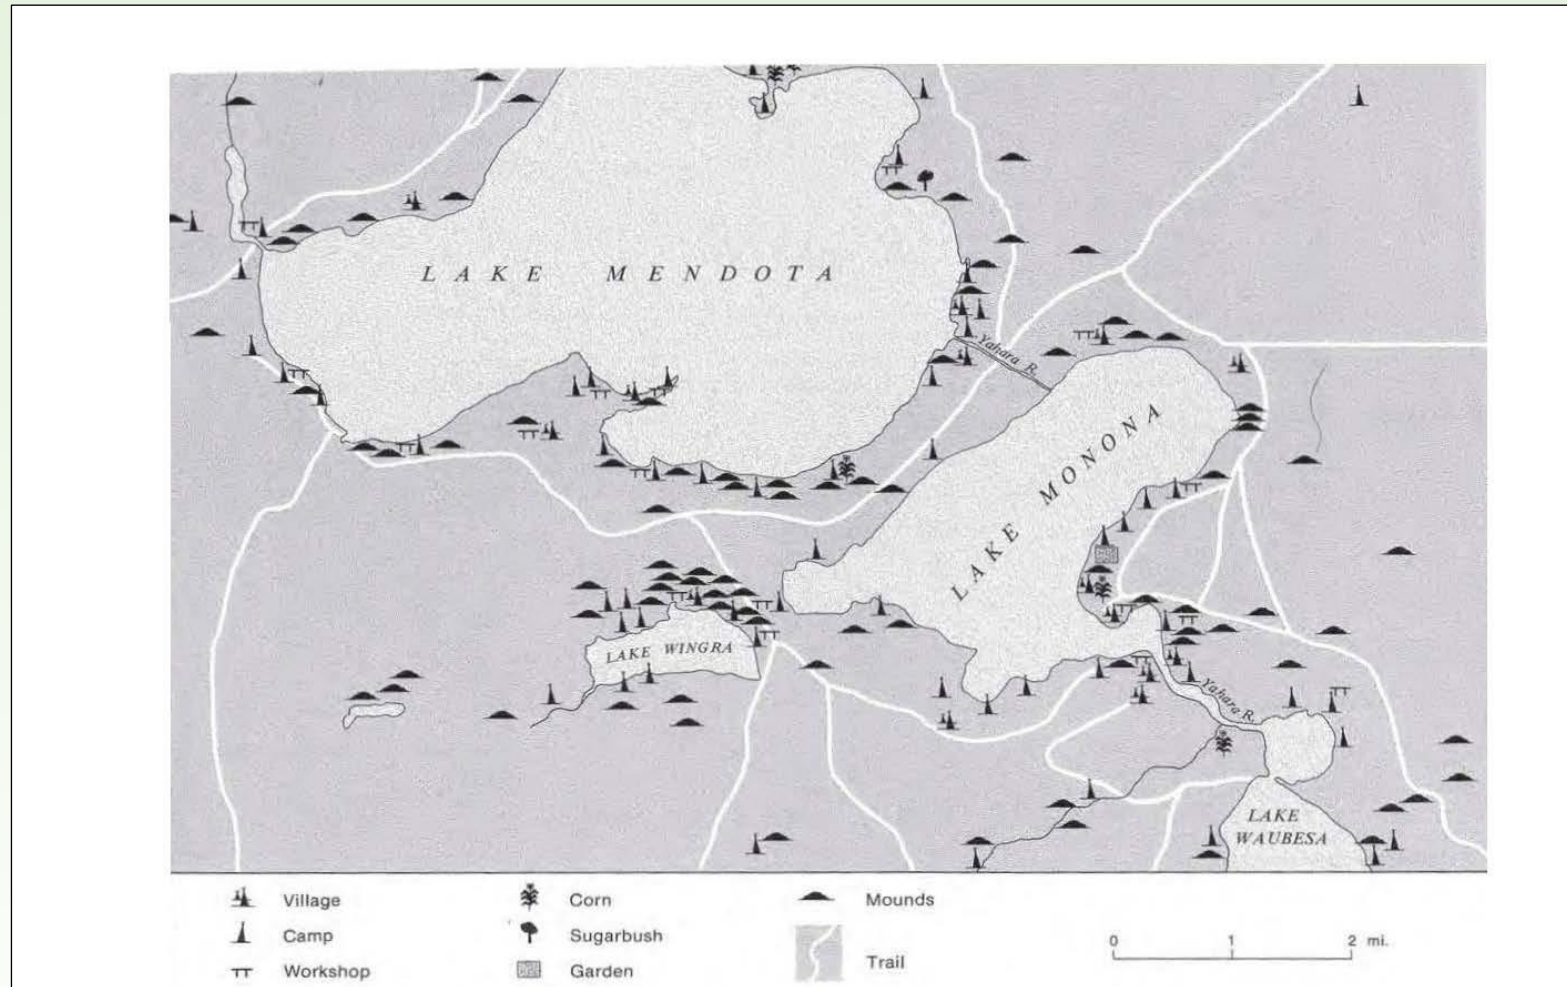 LAKE MENDOTA
Yahara R.
LAKE MONONA
LAKE WINGRA
Yahara R.
LAKE
WAUBESA
Village
Corn
Mounds
Camp
Sugarbush
Trail
Workshop
Garden
0 1 2 mi.